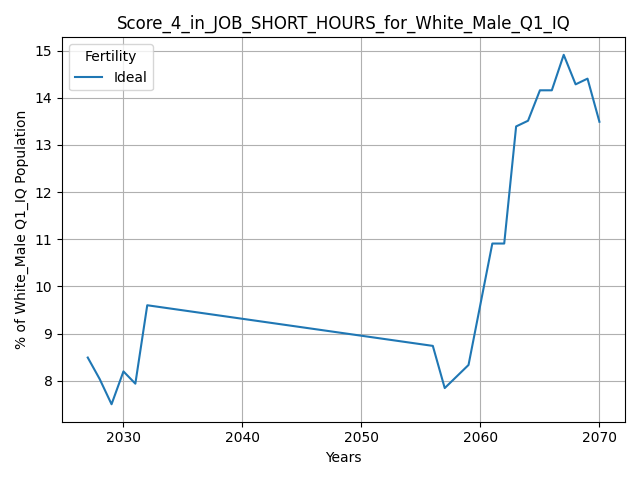 Score_4_in_JOB_SHORT_HOURS_for_White_Male_Q1_IQ
Fertility
Ideal
% of White_Male Q1_IQ Population
15
14
13
12
11
10
9
8
2030 2040 2050 2060 2070
Years